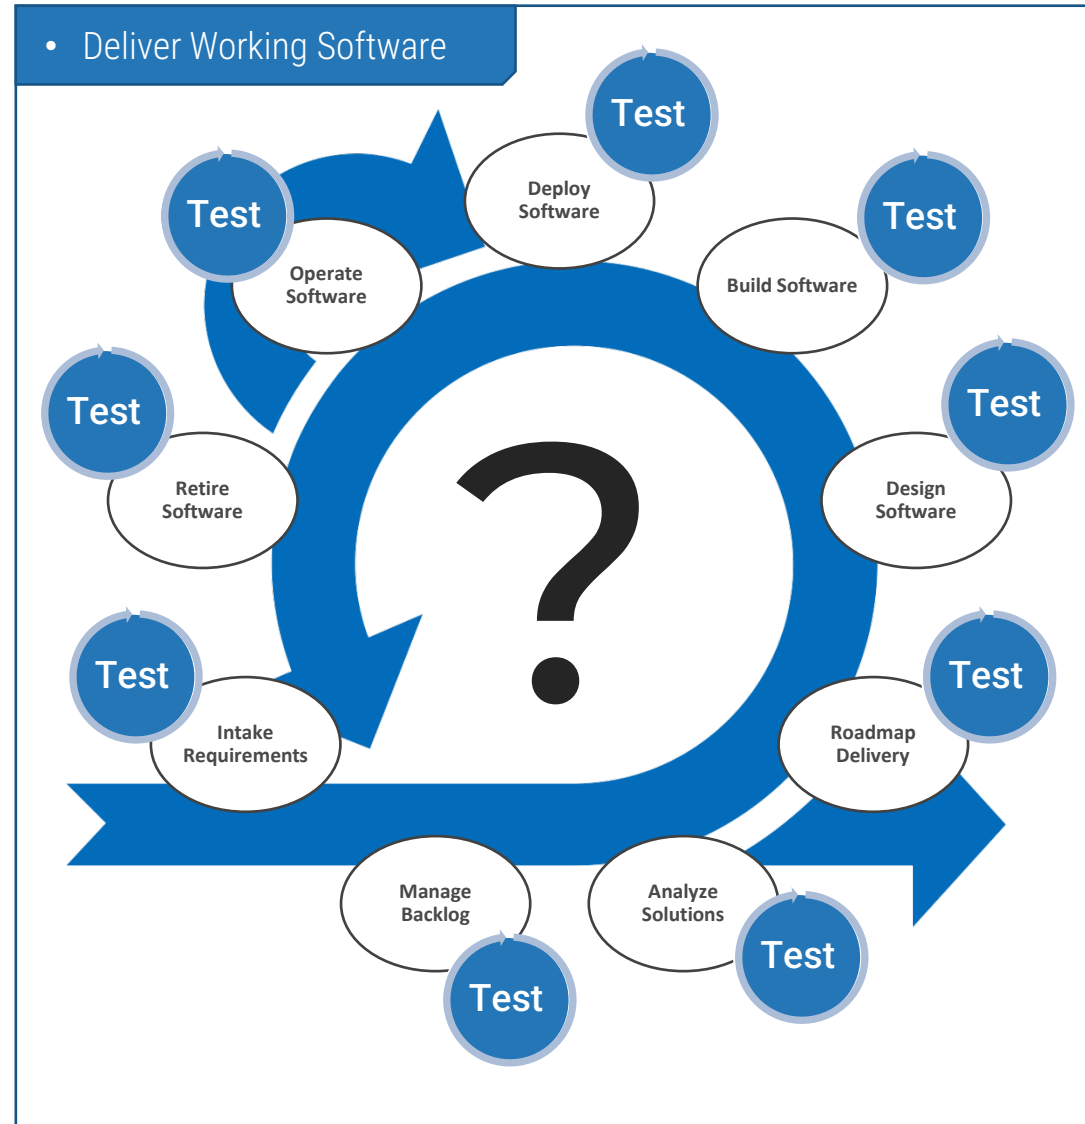 • Deliver Working Software
Test
Deploy
Software
Test
Build Software
Test
Operate
Software
Test
Design
Software
Test
Retire
Software
Test
Roadmap
Delivery
Test
Intake
Requirements
Test
Manage
Backlog
Test
Analyze
Solutions
Test
?